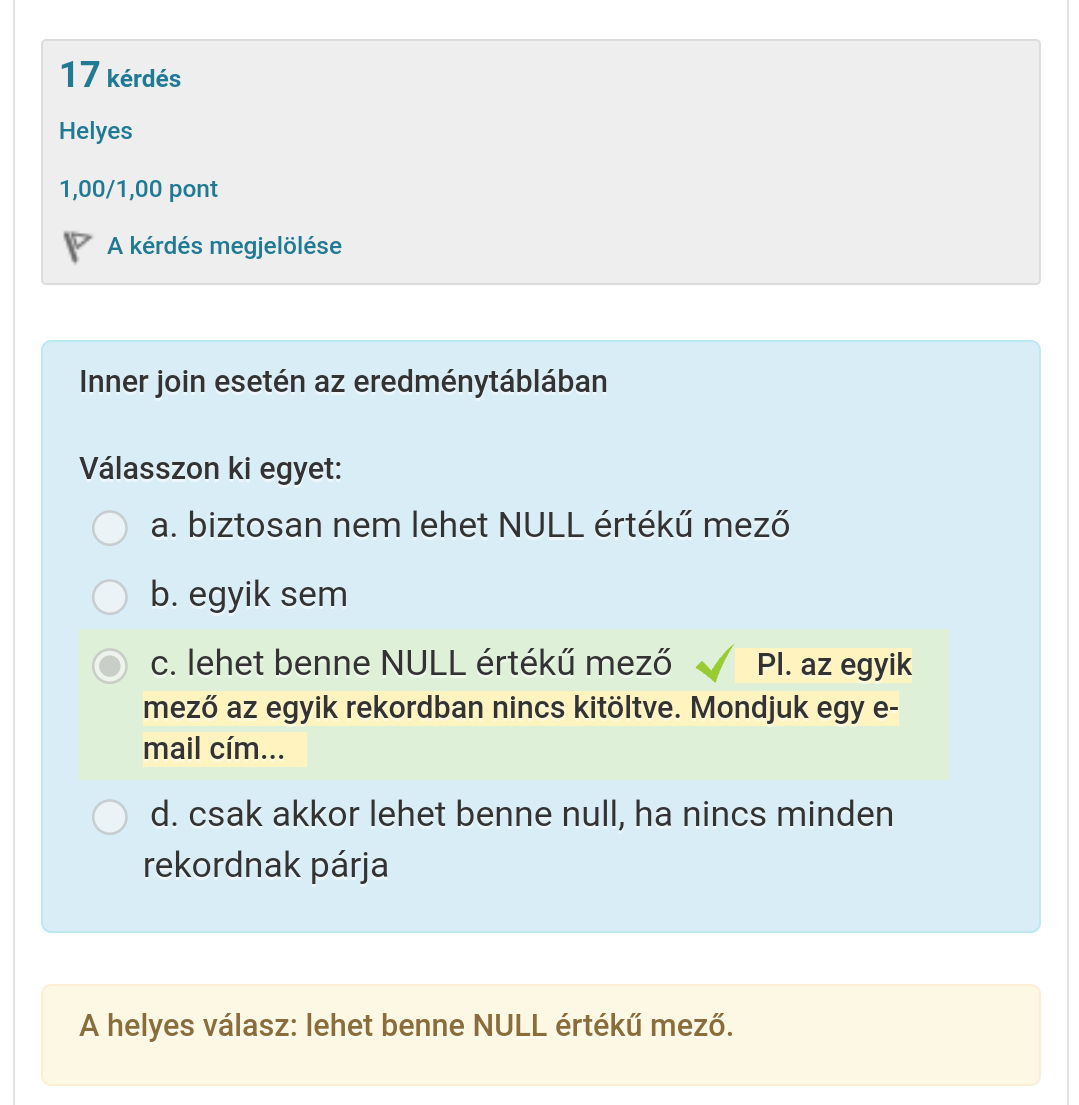 17 kérdés
Helyes
1,00/1,00 pont
A kérdés megjelölése
Inner join esetén az eredménytáblában
Válasszon ki egyet:
a. biztosan nem lehet NULL értékű mező
b. egyik sem
c. lehet benne NULL értékű mező Pl. az egyik
mező az egyik rekordban nincs kitöltve. Mondjuk egy e-
mail cím...
d. csak akkor lehet benne null, ha nincs minden
rekordnak párja
A helyes válasz: lehet benne NULL értékű mező.